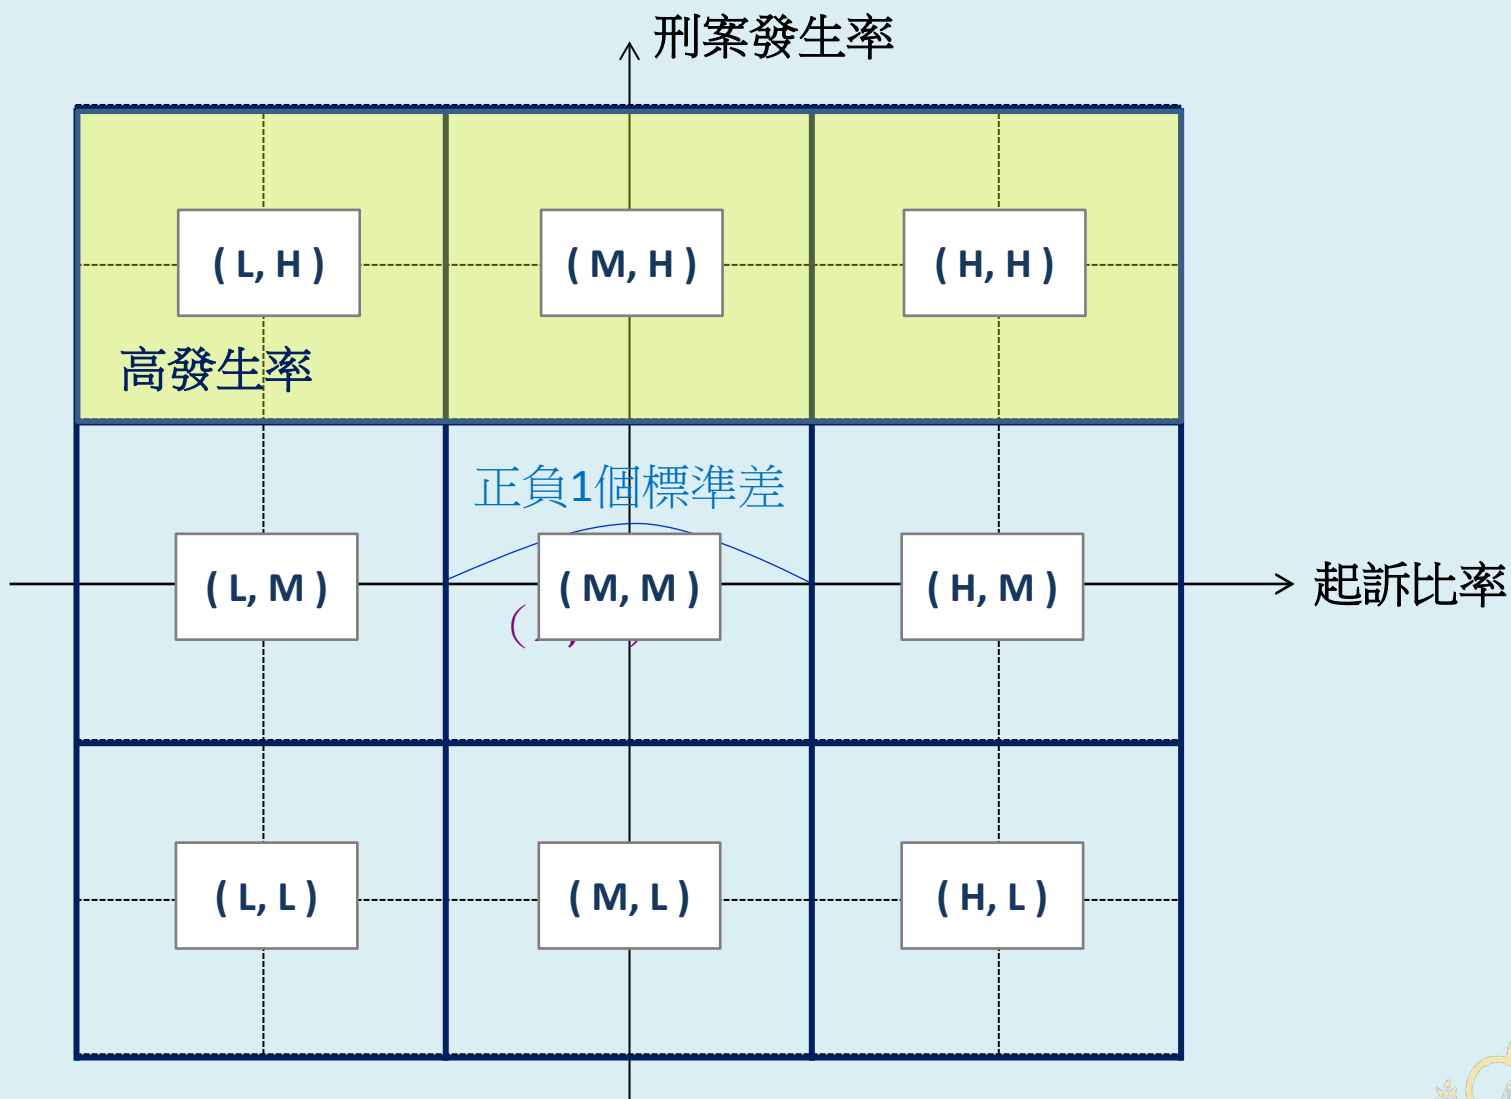 刑案發生率
( L, H )
( M, H )
( H, H )
高發生率
正負1個標準差
( L, M )
( M, M )
( H, M )
起訴比率
( L, L )
( M, L )
( H, L )